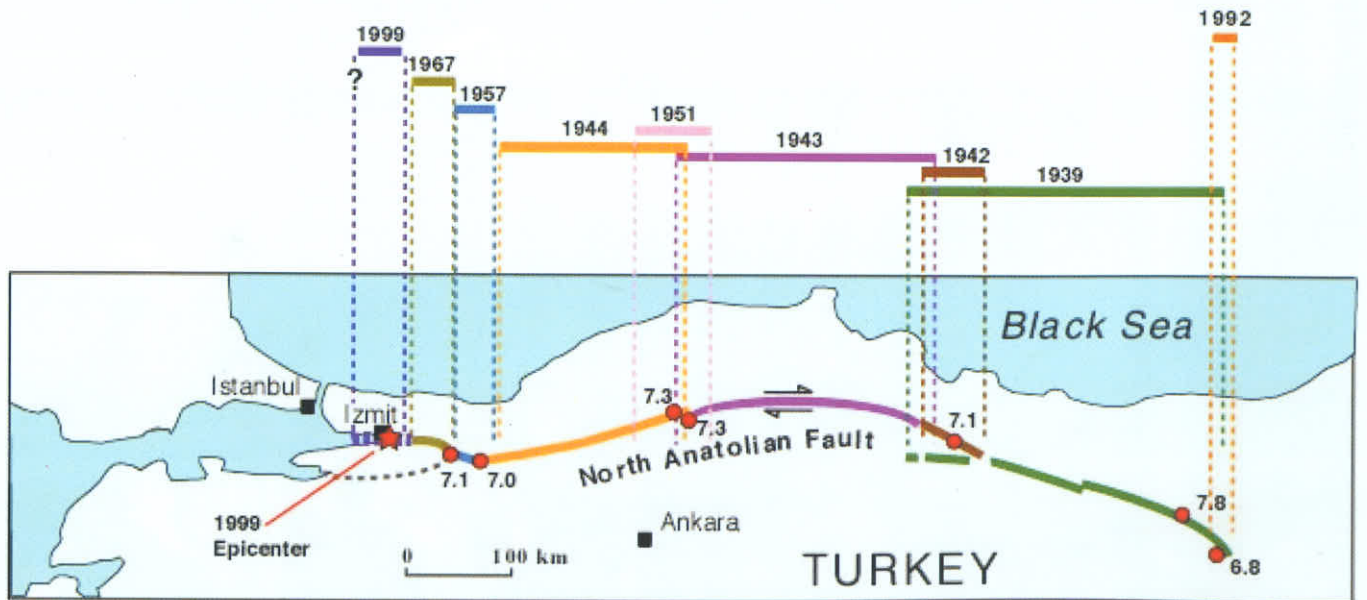 1992
1999
?
1967
1957
1951
1944
1943
1942
1939
Black Sea
Istanbul
Izmit
7.3
7.3
7.1
North Anatolian Fault
7.1
7.0
7.8
1999
Epicenter
Ankara
0
100 km
TURKEY
6.8